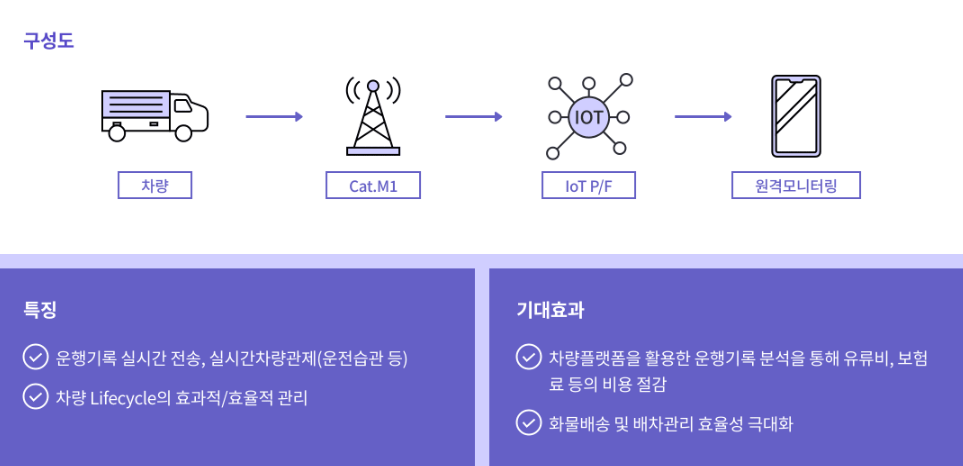 구성도
IOT
차량
Cat.M1
IoT P/F
원격모니터링
특징
운행기록 실시간 전송, 실시간차량관제(운전습관 등)
차량 Lifecycle의 효과적/효율적 관리
기대효과
차량플랫폼을 활용한 운행기록 분석을 통해 유류비, 보험
료 등의 비용 절감
화물배송 및 배차관리 효율성 극대화